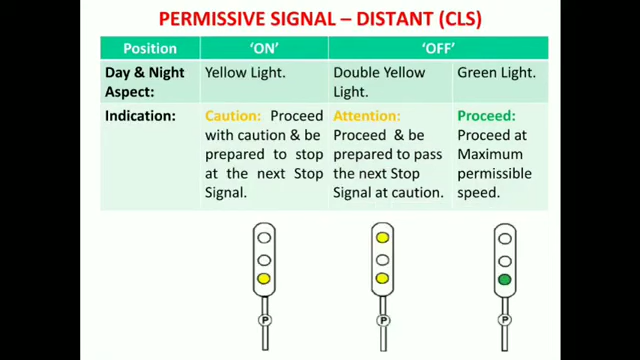 PERMISSIVE SIGNAL – DISTANT (CLS)
Position 'ON' 'OFF'
Day & Night Aspect:
Yellow Light.
Double Yellow Light.
Green Light.
Indication:
Caution: Proceed
with caution & be
prepared to stop
at the next Stop
Signal.
Attention:
Proceed & be
prepared to pass
the next Stop
Signal at caution.
Proceed:
Proceed at
Maximum
permissible
speed.
P P P